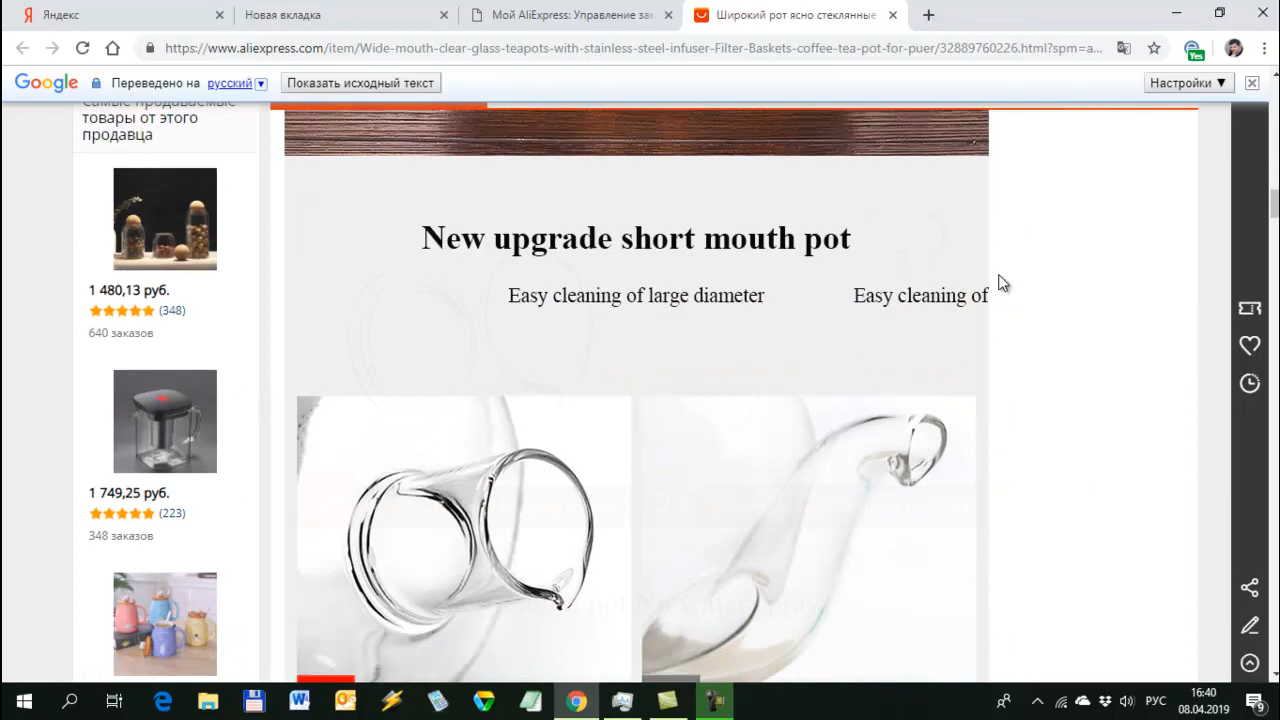 Яндекс
Новая вкладка
Мой AliExpress: Управление зак
Широкий рот ясно стеклянные
https://www.aliexpress.com/item/Wide-mouth-clear-glass-teapots-with-stainless-steel-infuser-Filter-Baskets-coffee-tea-pot-for-puer/32889760226.html?spm=a...
Yes
Google
Переведено на русский
Показать исходный текст
Настройки
Самые продаваемые
товары от этого
продавца
1 480,13 руб.
(348)
640 заказов
1 749,25 руб.
(223)
348 заказов
New upgrade short mouth pot
Easy cleaning of large diameter
Easy cleaning of
РУС
16:40
08.04.2019
9